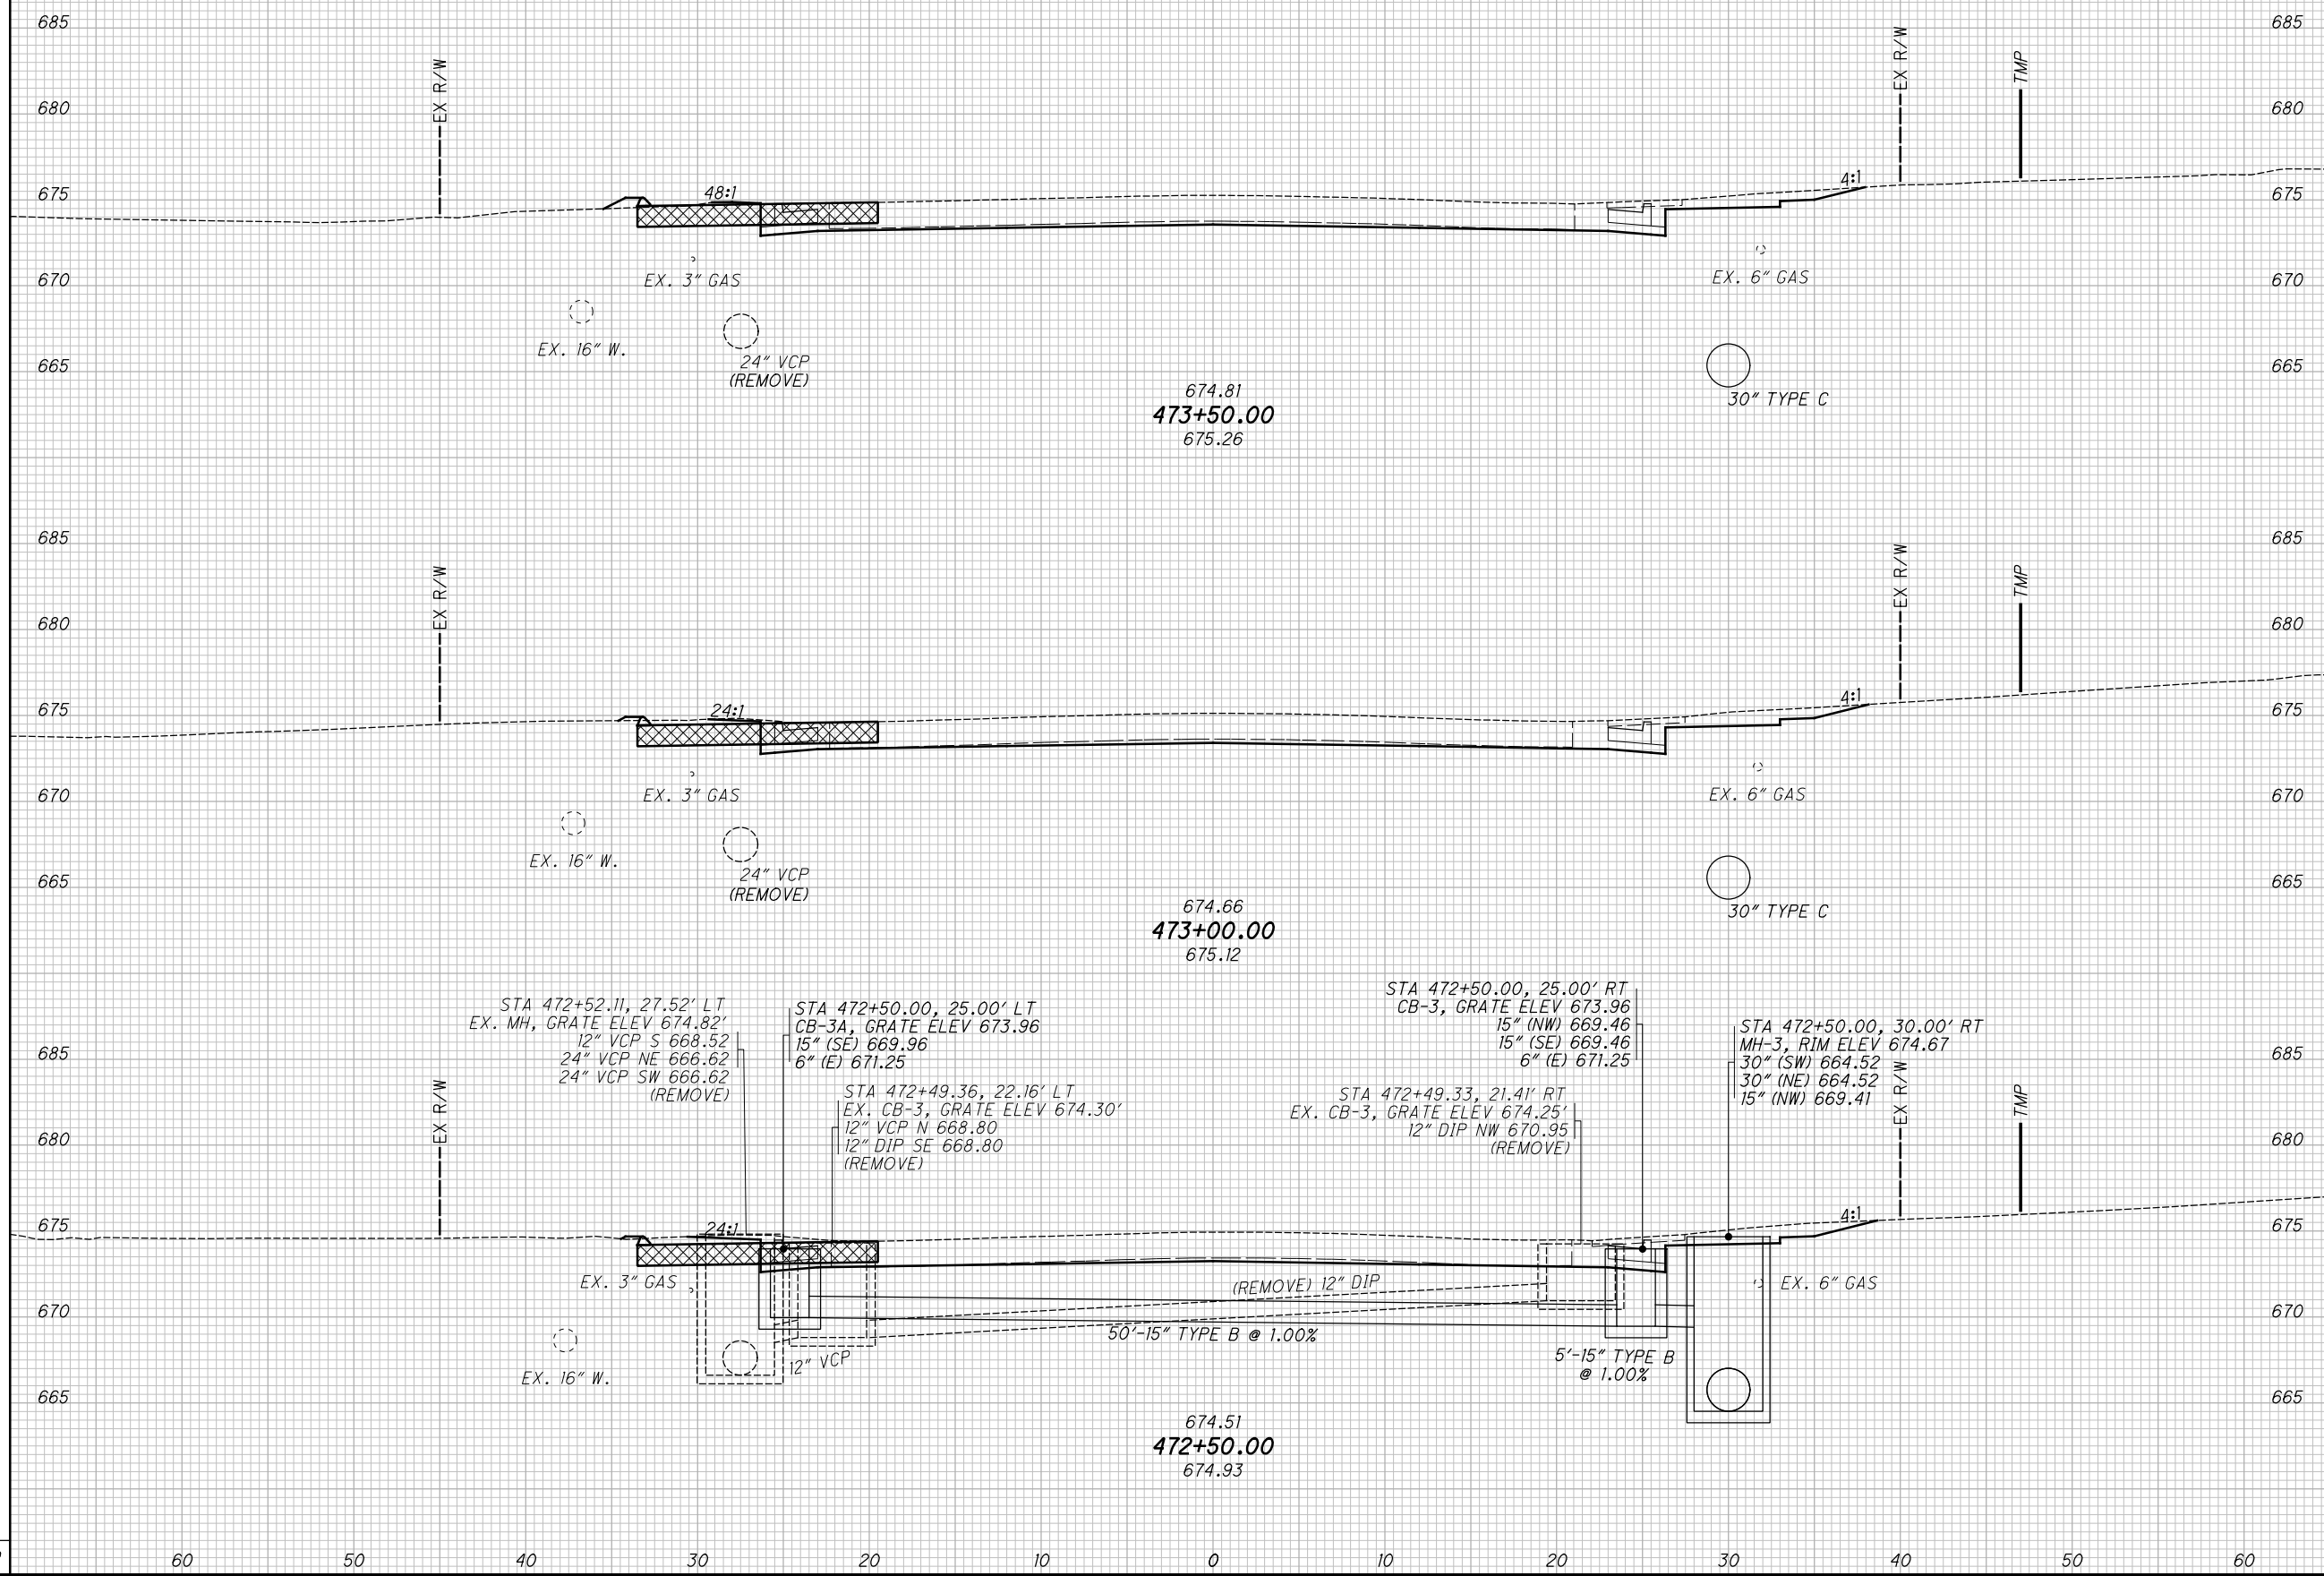 685
685
EX R/W
EX R/W
TMP
680
680
675
48:1
4:1
675
670
EX. 3" GAS
EX. 6" GAS
670
EX. 16" W.
665
24" VCP
(REMOVE)
665
674.81
473+50.00
675.26
30" TYPE C
685
685
EX R/W
EX R/W
TMP
680
680
675
24:1
4:1
675
670
EX. 3" GAS
EX. 6" GAS
670
EX. 16" W.
665
24" VCP
(REMOVE)
665
674.66
473+00.00
675.12
30" TYPE C
STA 472+52.11, 27.52' LT
EX. MH, GRATE ELEV 674.82'
12" VCP S 668.52
24" VCP NE 666.62
24" VCP SW 666.62
(REMOVE)
STA 472+50.00, 25.00' LT
CB-3A, GRATE ELEV 673.96
15" (SE) 669.96
6" (E) 671.25
STA 472+49.36, 22.16' LT
EX. CB-3, GRATE ELEV 674.30'
12" VCP N 668.80
12" DIP SE 668.80
(REMOVE)
STA 472+50.00, 25.00' RT
CB-3, GRATE ELEV 673.96
15" (NW) 669.46
15" (SE) 669.46
6" (E) 671.25
STA 472+49.33, 21.41' RT
EX. CB-3, GRATE ELEV 674.25'
12" DIP NW 670.95
(REMOVE)
STA 472+50.00, 30.00' RT
MH-3, RIM ELEV 674.67
30" (SW) 664.52
30" (NE) 664.52
15" (NW) 669.41
685
685
EX R/W
EX R/W
TMP
680
680
675
24:1
4:1
675
EX. 3" GAS
(REMOVE) 12" DIP
EX. 6" GAS
670
670
50'-15" TYPE B @ 1.00%
12" VCP
5'-15" TYPE B
@ 1.00%
EX. 16" W.
665
665
674.51
472+50.00
674.93
60
50
40
30
20
10
0
10
20
30
40
50
60